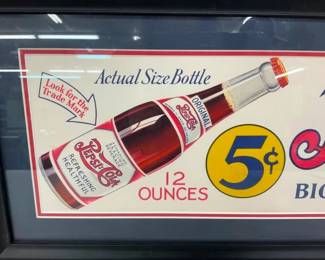 Actual Size Bottle
Look for the
Trade Mark
ORIGINAL
PEPSI-COLA
PEPSI-COLA
REFRESHING
HEALTHFUL
12
OUNCES
5¢
BIG